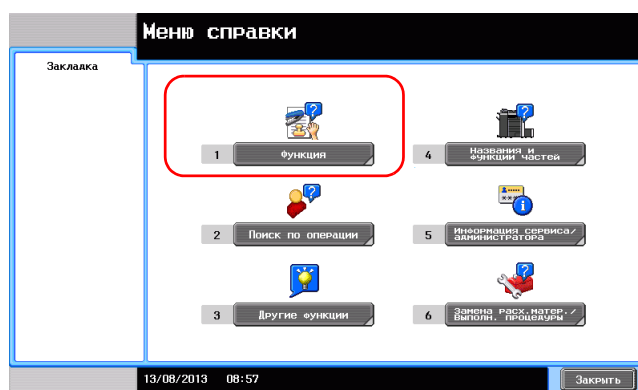 Меню справки
Закладка
1 Функция
4 Названия и
функции частей
2 Поиск по операции
5 Информация сервиса/
администратора
3 Другие функции
6 Замена расх.матер./
Выполн. процедуры
13/08/2013 08:57
Закрыть